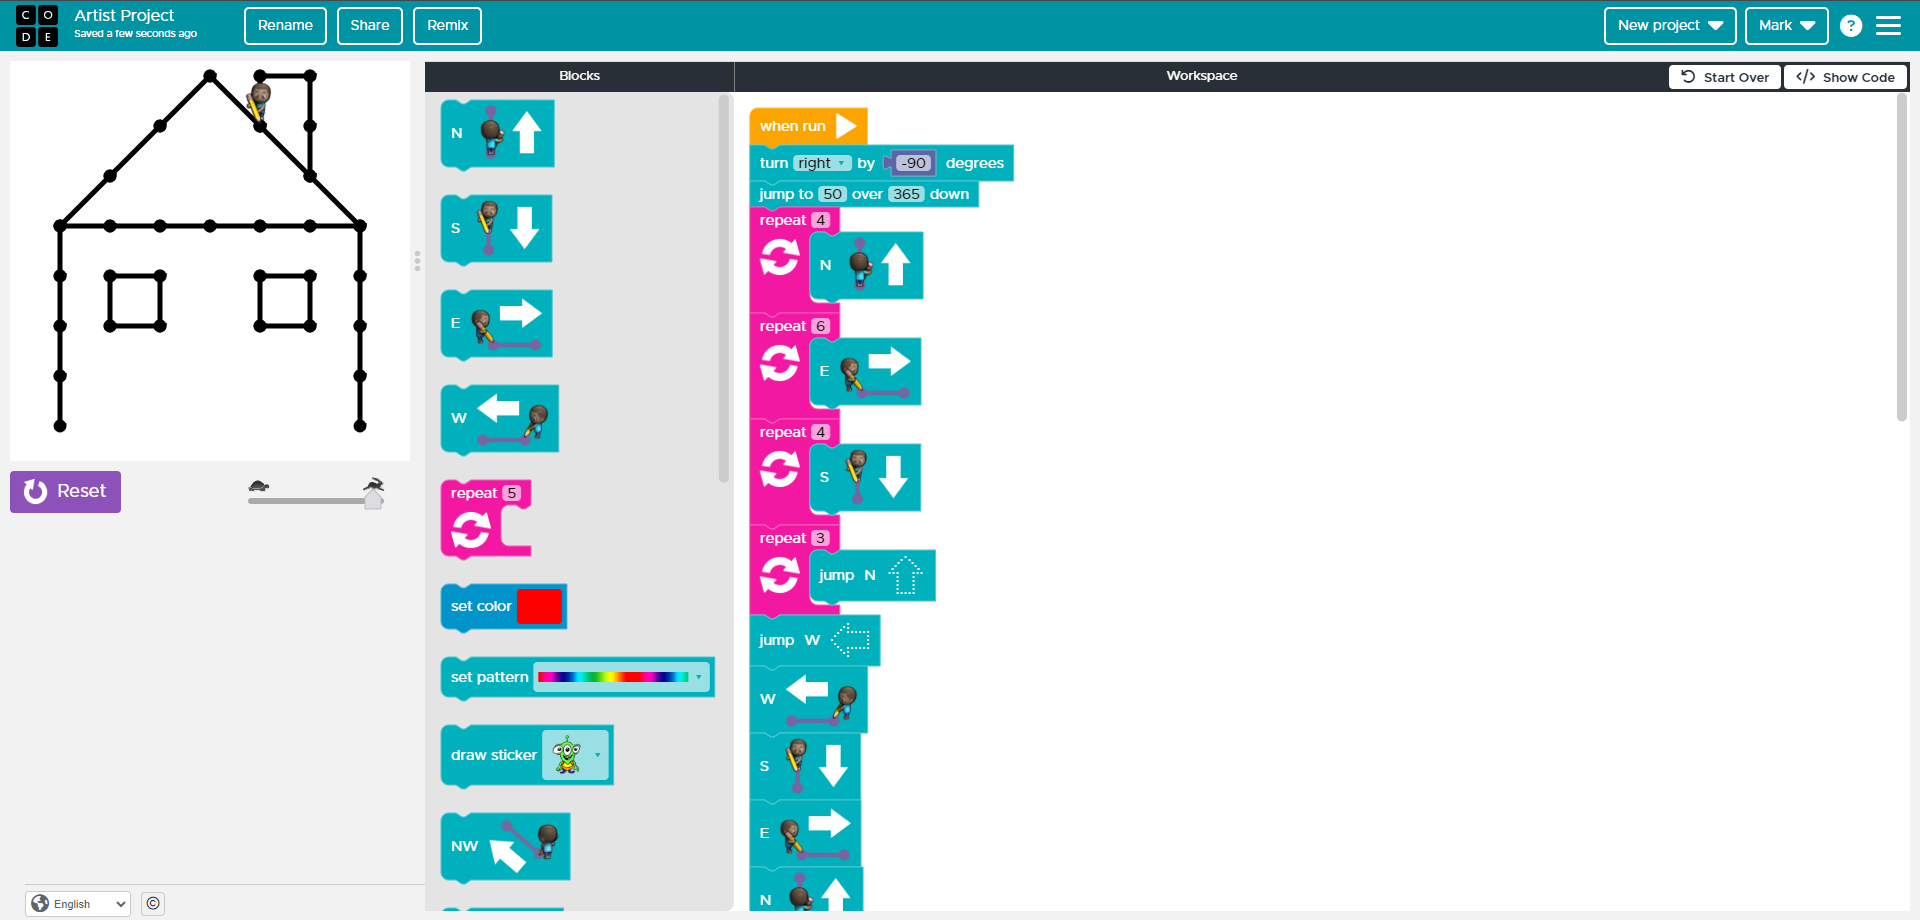 C O
D E
Artist Project
Saved a few seconds ago
Rename
Share
Remix
New project
Mark
?
Blocks
Workspace
Start Over
</> Show Code
N
S
E
W
repeat 5
set color
set pattern
draw sticker
NW
when run
turn right by -90 degrees
jump to 50 over 365 down
repeat 4
N
repeat 6
E
repeat 4
S
repeat 3
jump N
jump W
W
S
E
N
Reset
English
©